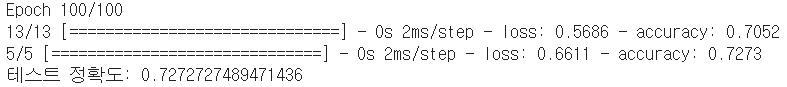 Epoch 100/100
13/13 [==============================] - 0s 2ms/step - loss: 0.5686 - accuracy: 0.7052
5/5 [==============================] - 0s 2ms/step - loss: 0.6611 - accuracy: 0.7273
테스트 정확도: 0.7272727489471436